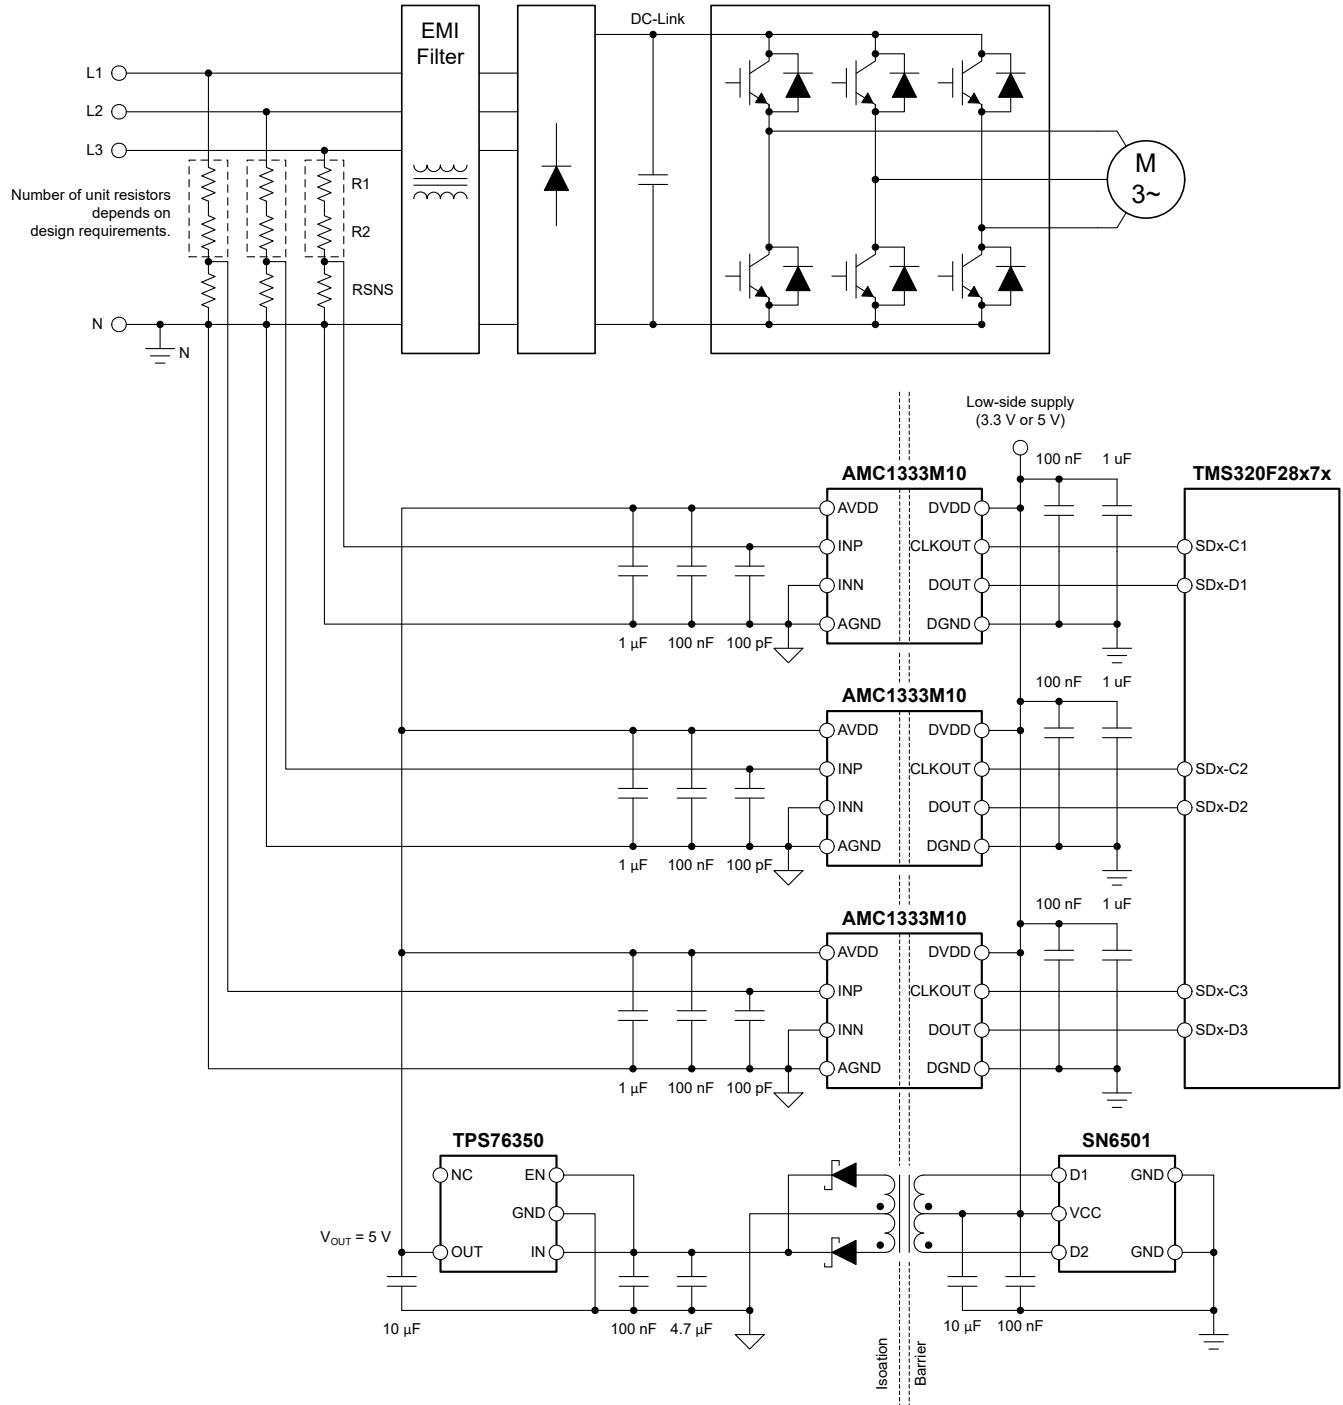 EMI
Filter
DC-Link
L1
L2
L3
R1
R2
RSNS
Number of unit resistors
depends on
design requirements.
N
N
M
3~
Low-side supply
(3.3 V or 5 V)
100 nF
1 uF
AMC1333M10
TMS320F28x7x
AVDD
DVDD
INP
CLKOUT
SDx-C1
INN
DOUT
SDx-D1
AGND
DGND
1 µF
100 nF
100 pF
100 nF
1 uF
AMC1333M10
AVDD
DVDD
INP
CLKOUT
SDx-C2
INN
DOUT
SDx-D2
AGND
DGND
1 µF
100 nF
100 pF
100 nF
1 uF
AMC1333M10
AVDD
DVDD
INP
CLKOUT
SDx-C3
INN
DOUT
SDx-D3
AGND
DGND
1 µF
100 nF
100 pF
TPS76350
SN6501
NC
EN
D1
GND
GND
VCC
VOUT = 5 V
OUT
IN
D2
GND
10 µF
100 nF
4.7 µF
10 µF
100 nF
Isoation
Barrier